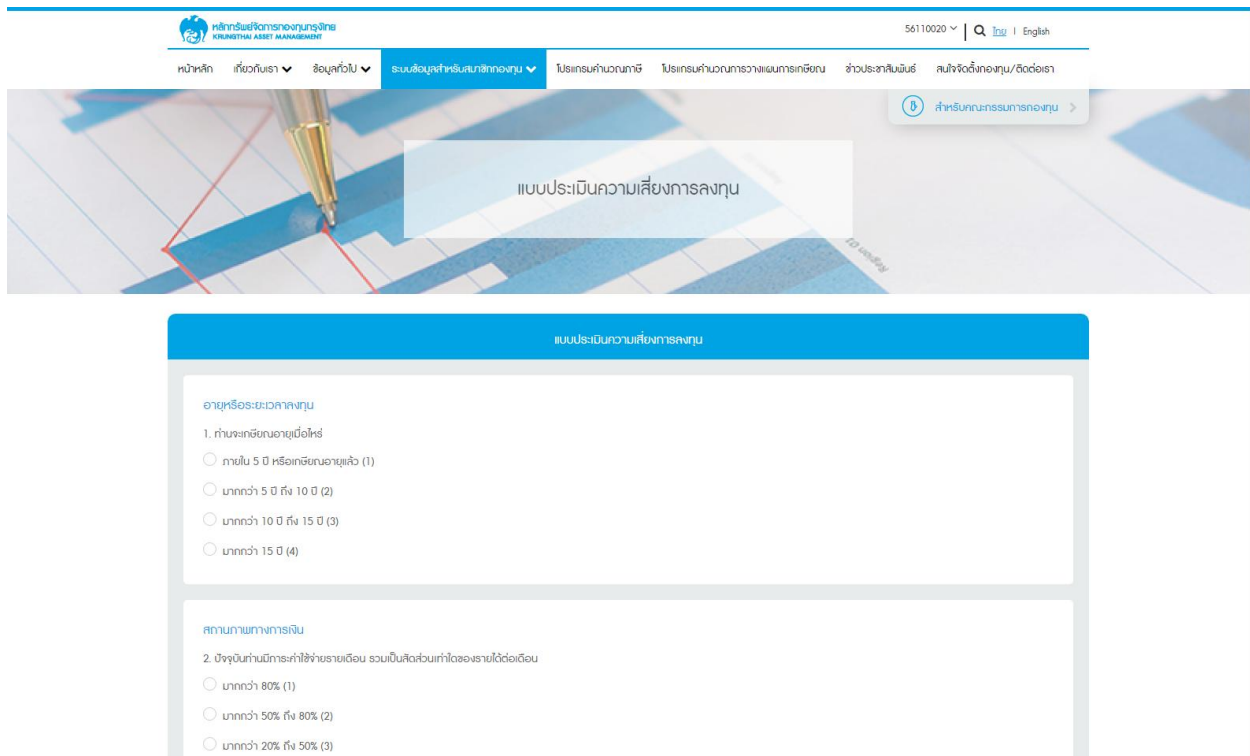 หลักทรัพย์จัดการกองทุนกรุงไทย
KRUNGTHAI ASSET MANAGEMENT
56110020 ไทย | English
หน้าหลัก เกี่ยวกับเรา ข้อมูลทั่วไป ระบบข้อมูลสำหรับสมาชิกกองทุน โปรแกรมคำนวณภาษี โปรแกรมคำนวณการวางแผนการเกษียณ ข่าวประชาสัมพันธ์ สนใจจัดตั้งกองทุน/ติดต่อเรา
สำหรับคณะกรรมการกองทุน
แบบประเมินความเสี่ยงการลงทุน
แบบประเมินความเสี่ยงการลงทุน
อายุหรือระยะเวลาลงทุน
1. ท่านจะเกษียณอายุเมื่อไหร่
ภายใน 5 ปี หรือเกษียณอายุแล้ว (1)
มากกว่า 5 ปี ถึง 10 ปี (2)
มากกว่า 10 ปี ถึง 15 ปี (3)
มากกว่า 15 ปี (4)
สถานภาพทางการเงิน
2. ปัจจุบันท่านมีภาระค่าใช้จ่ายรายเดือน รวมเป็นสัดส่วนเท่าใดของรายได้ต่อเดือน
มากกว่า 80% (1)
มากกว่า 50% ถึง 80% (2)
มากกว่า 20% ถึง 50% (3)